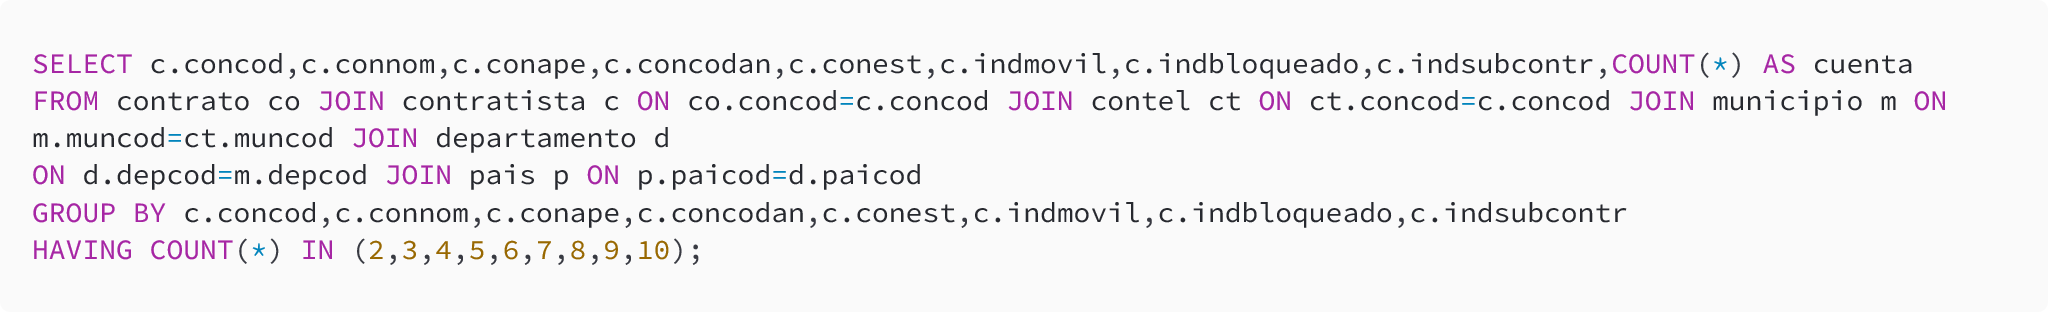 SELECT c.concod,c.connom,c.conape,c.concodan,c.conest,c.indmovil,c.indbloqueado,c.indsubcontr,COUNT(*) AS cuenta
FROM contrato co JOIN contratista c ON co.concod=c.concod JOIN contel ct ON ct.concod=c.concod JOIN municipio m ON
m.muncod=ct.muncod JOIN departamento d
ON d.depcod=m.depcod JOIN pais p ON p.paicod=d.paicod
GROUP BY c.concod,c.connom,c.conape,c.concodan,c.conest,c.indmovil,c.indbloqueado,c.indsubcontr
HAVING COUNT(*) IN (2,3,4,5,6,7,8,9,10);